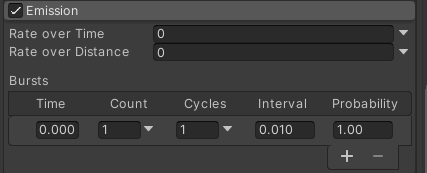 Emission
Rate over Time 0
Rate over Distance 0
Bursts
Time Count Cycles Interval Probability
0.000 1 1 0.010 1.00